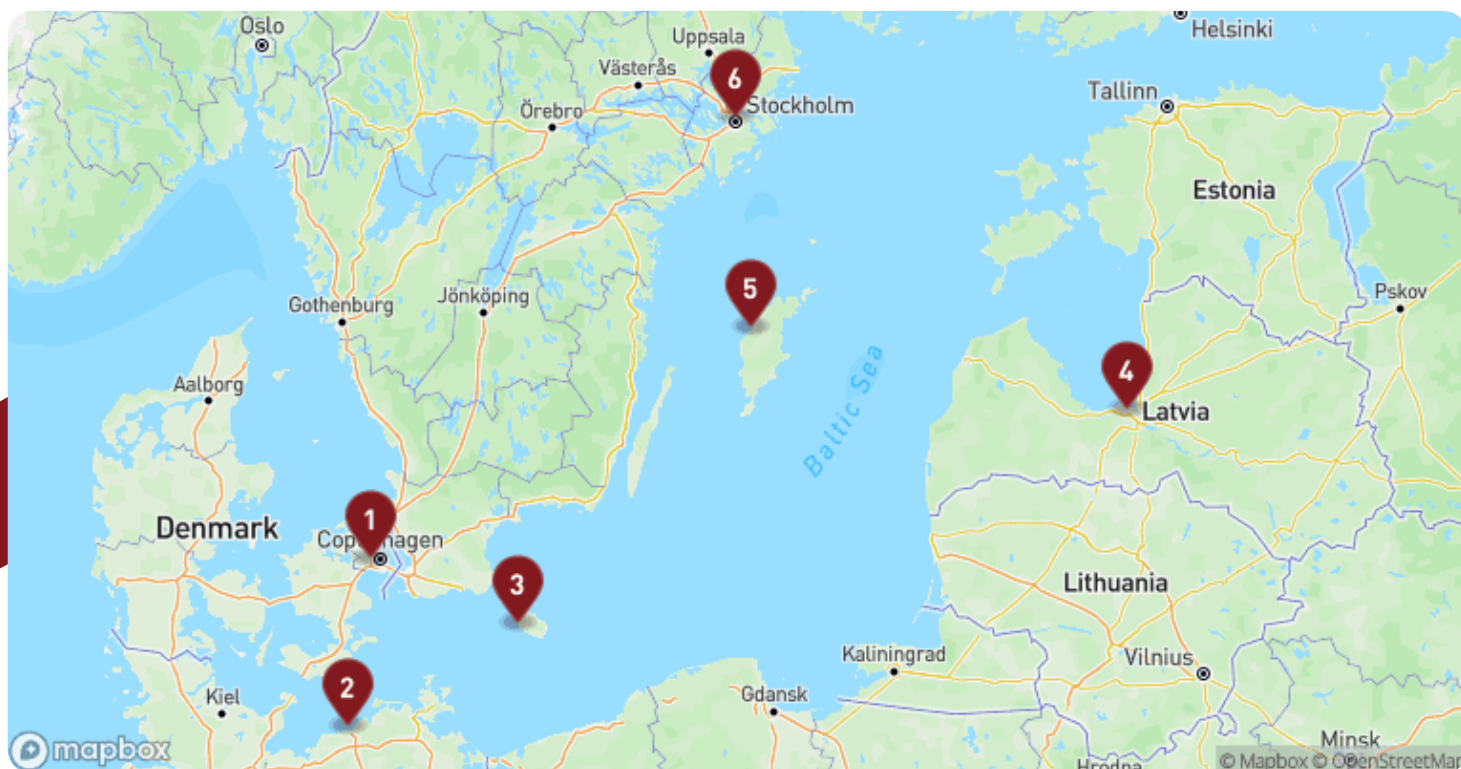 Oslo
Helsinki
Uppsala
Västerås
6
Stockholm
Örebro
Tallinn
Estonia
5
Pskov
Gothenburg
Jönköping
Aalborg
4
Latvia
Baltic Sea
1
Denmark
Copenhagen
3
Lithuania
Kaliningrad
Vilnius
2
Kiel
Gdansk
Minsk
mapbox
Hrodna
© Mapbox © OpenStreetMap